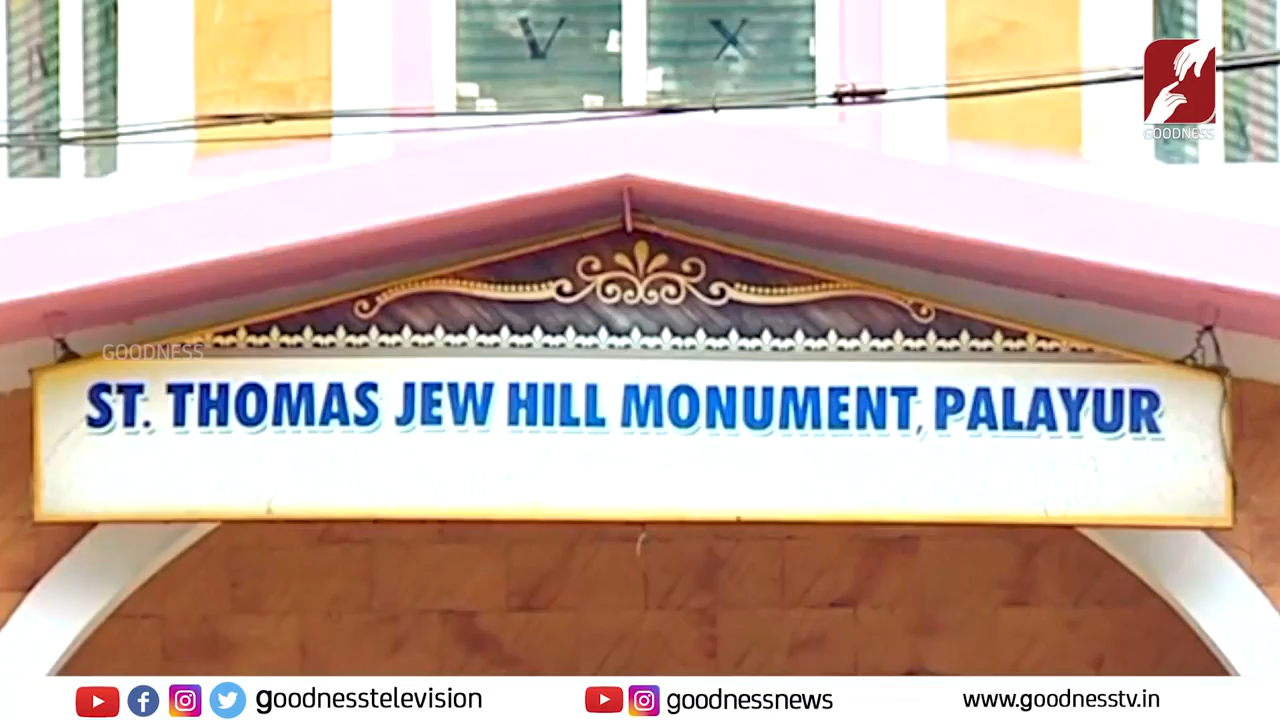 V X
GOODNESS
GOODNESS
ST. THOMAS JEW HILL MONUMENT, PALAYUR
goodnesstelevision
goodnessnews
www.goodnesstv.in